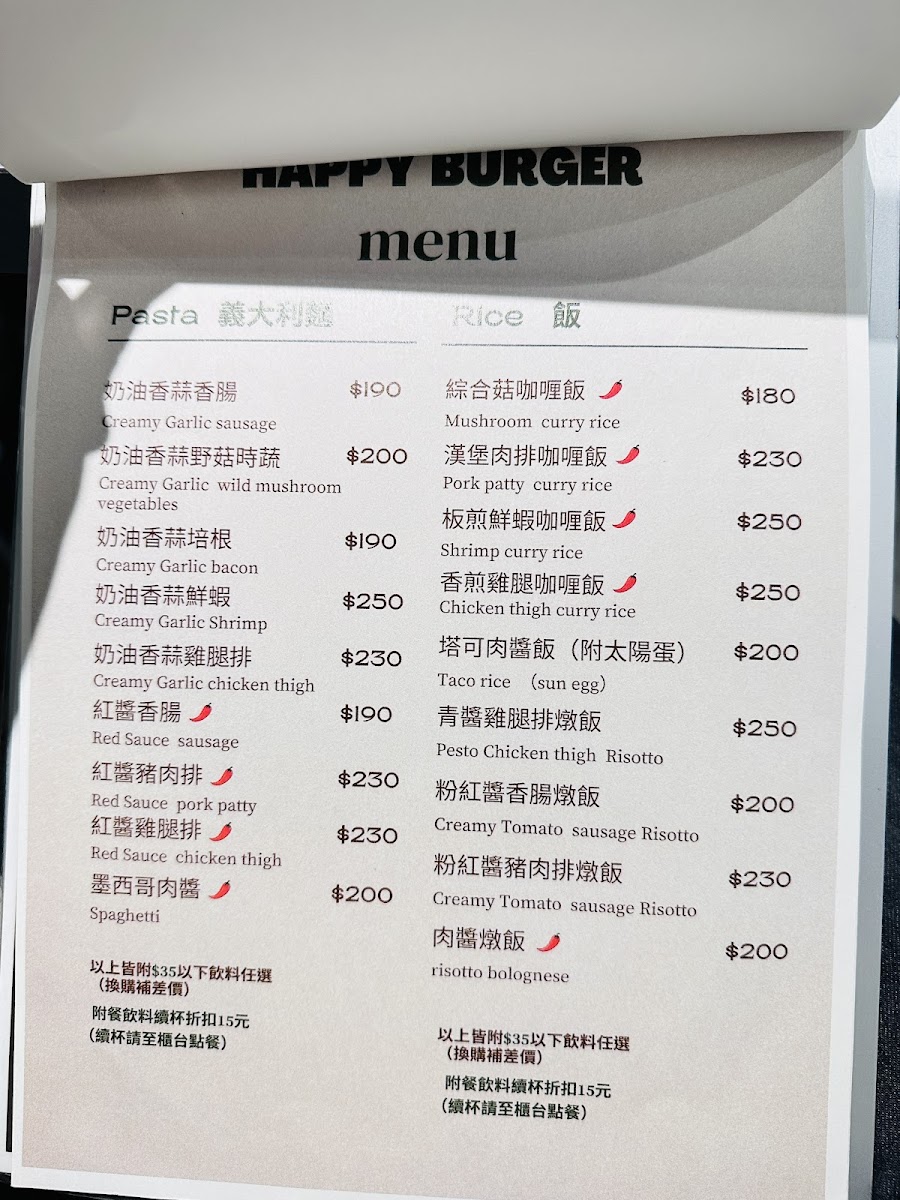 HAPPY BURGER
menu
Pasta 義大利麵
奶油香蒜香腸 $190
Creamy Garlic sausage
奶油香蒜野菇時蔬 $200
Creamy Garlic wild mushroom
vegetables
奶油香蒜培根 $190
Creamy Garlic bacon
奶油香蒜鮮蝦 $250
Creamy Garlic Shrimp
奶油香蒜雞腿排 $230
Creamy Garlic chicken thigh
紅醬香腸 $190
Red Sauce sausage
紅醬豬肉排 $230
Red Sauce pork patty
紅醬雞腿排 $230
Red Sauce chicken thigh
墨西哥肉醬 $200
Spaghetti
以上皆附$35以下飲料任選
（換購補差價）
附餐飲料續杯折扣15元
（續杯請至櫃台點餐）
Rice 飯
綜合菇咖喱飯 $180
Mushroom curry rice
漢堡肉排咖喱飯 $230
Pork patty curry rice
板煎鮮蝦咖喱飯 $250
Shrimp curry rice
香煎雞腿咖喱飯 $250
Chicken thigh curry rice
塔可肉醬飯（附太陽蛋） $200
Taco rice （sun egg）
青醬雞腿排燉飯 $250
Pesto Chicken thigh Risotto
粉紅醬香腸燉飯 $200
Creamy Tomato sausage Risotto
粉紅醬豬肉排燉飯 $230
Creamy Tomato sausage Risotto
肉醬燉飯 $200
risotto bolognese
以上皆附$35以下飲料任選
（換購補差價）
附餐飲料續杯折扣15元
（續杯請至櫃台點餐）